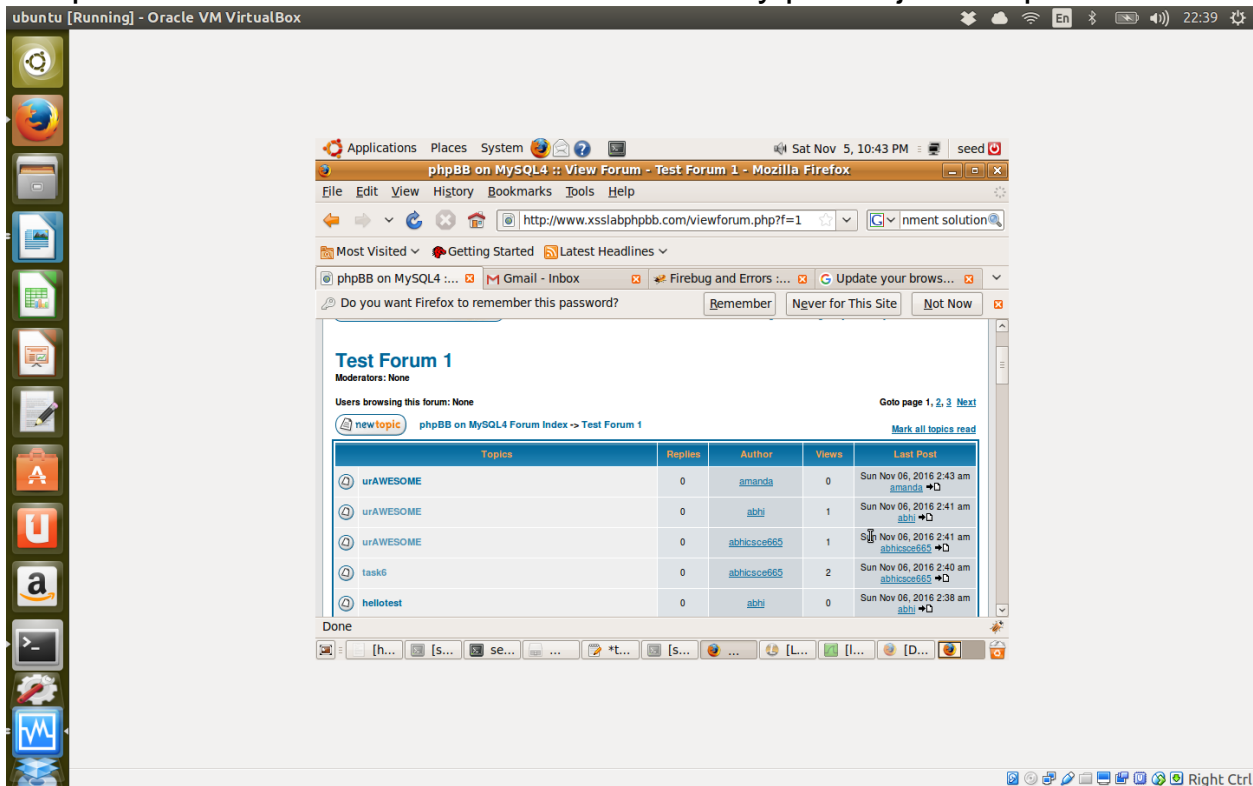 ubuntu [Running] - Oracle VM VirtualBox
En
22:39
Applications Places System
Sat Nov 5, 10:43 PM
seed
phpBB on MySQL4 :: View Forum - Test Forum 1 - Mozilla Firefox
File Edit View History Bookmarks Tools Help
http://www.xsslabphpbb.com/viewforum.php?f=1
G
nment solution
Most Visited
Getting Started
Latest Headlines
phpBB on MySQL4 :...
Gmail - Inbox
Firebug and Errors :...
G Update your brows...
Do you want Firefox to remember this password?
Remember
Never for This Site
Not Now
Test Forum 1
Moderators: None
Users browsing this forum: None
Goto page 1, 2, 3 Next
newtopic
phpBB on MySQL4 Forum Index -> Test Forum 1
Mark all topics read
Topics Replies Author Views Last Post
urAWESOME 0 amanda 0 Sun Nov 06, 2016 2:43 am
amanda
urAWESOME 0 abhi 1 Sun Nov 06, 2016 2:41 am
abhi
urAWESOME 0 abhicsce665 1 Sun Nov 06, 2016 2:41 am
abhicsce665
task6 0 abhicsce665 2 Sun Nov 06, 2016 2:40 am
abhicsce665
hellotest 0 abhi 0 Sun Nov 06, 2016 2:38 am
abhi
Done
[h... [s... se... ... *t... [s... ... [L... [I... [D...
Right Ctrl